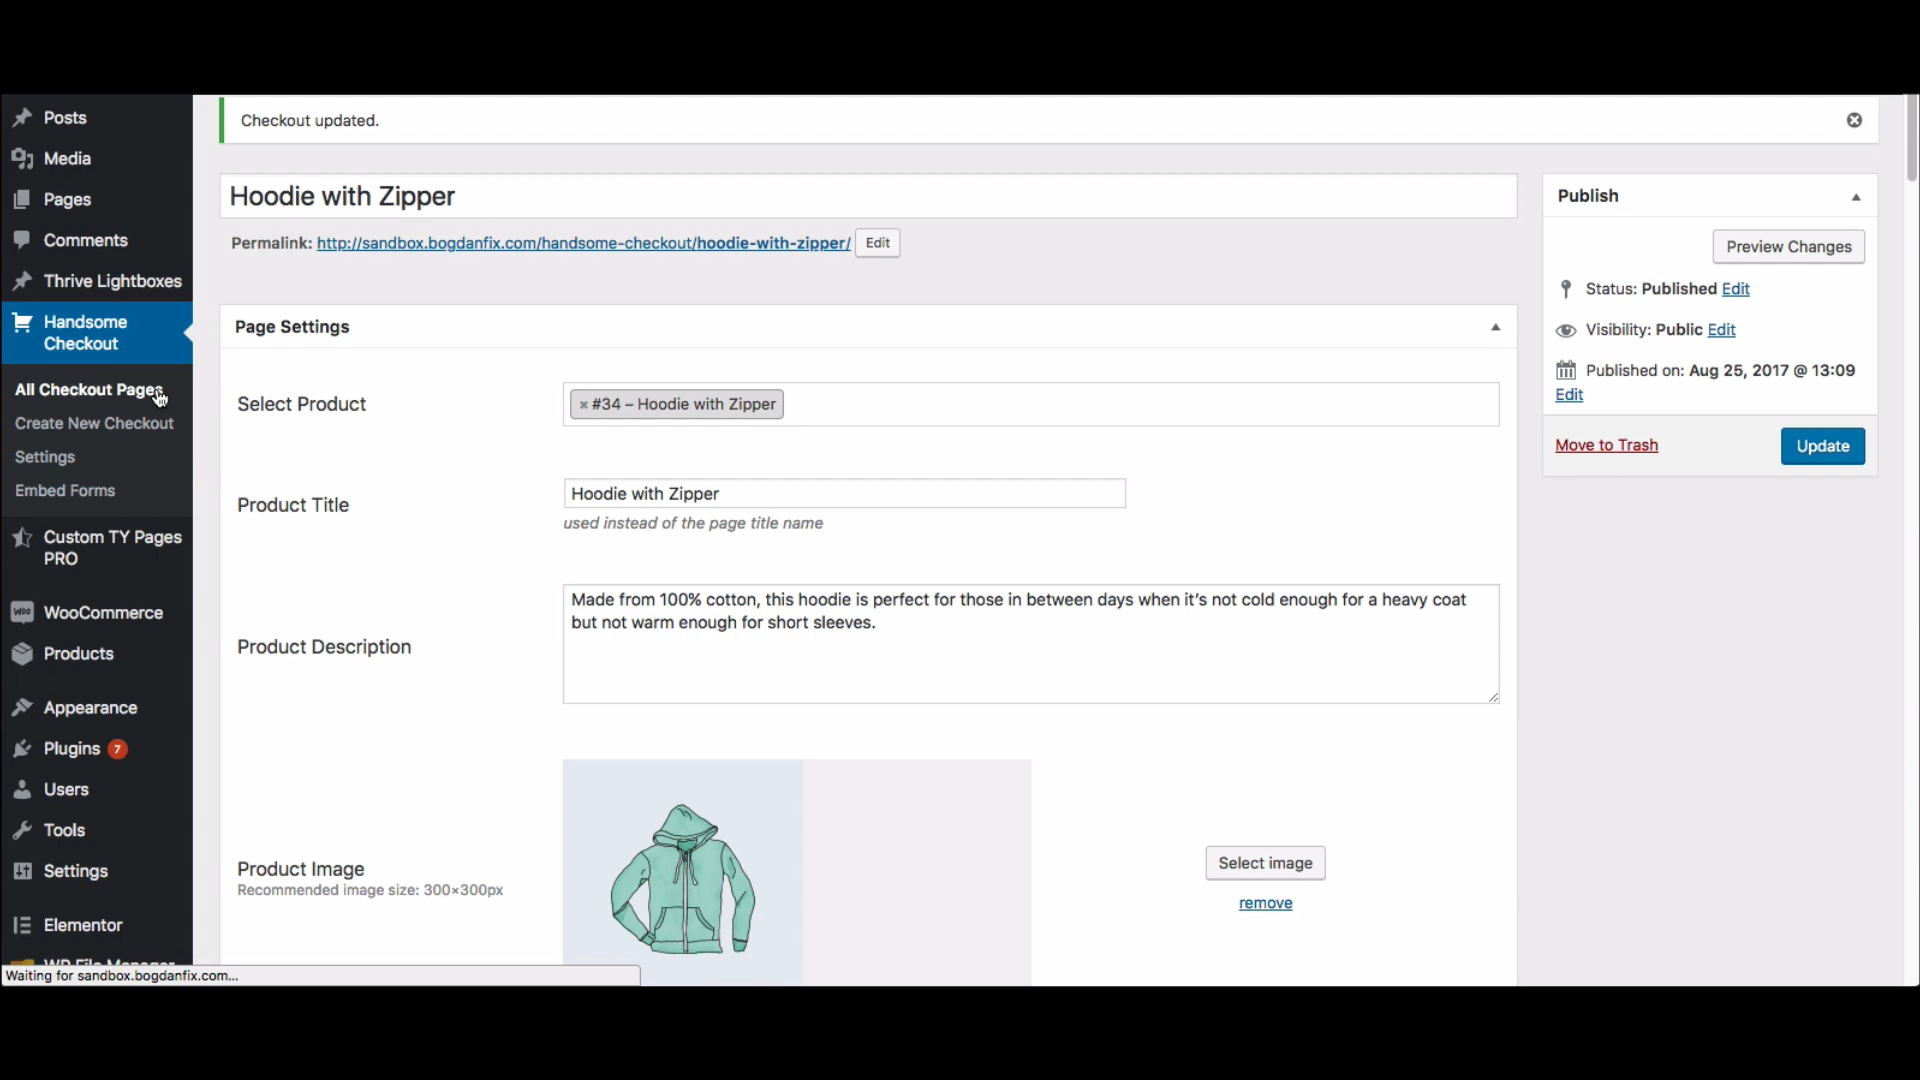 Posts
Media
Pages
Comments
Thrive Lightboxes
Handsome
Checkout
All Checkout Pages
Create New Checkout
Settings
Embed Forms
Custom TY Pages
PRO
WooCommerce
Products
Appearance
Plugins 7
Users
Tools
Settings
Elementor
WP File Manager
Waiting for sandbox.bogdanfix.com...
Checkout updated.
Hoodie with Zipper
Permalink: http://sandbox.bogdanfix.com/handsome-checkout/hoodie-with-zipper/ Edit
Page Settings
Select Product
× #34 – Hoodie with Zipper
Product Title
Hoodie with Zipper
used instead of the page title name
Product Description
Made from 100% cotton, this hoodie is perfect for those in between days when it's not cold enough for a heavy coat
but not warm enough for short sleeves.
Product Image
Recommended image size: 300×300px
Select image
remove
Publish
Preview Changes
Status: Published Edit
Visibility: Public Edit
Published on: Aug 25, 2017 @ 13:09
Edit
Move to Trash
Update